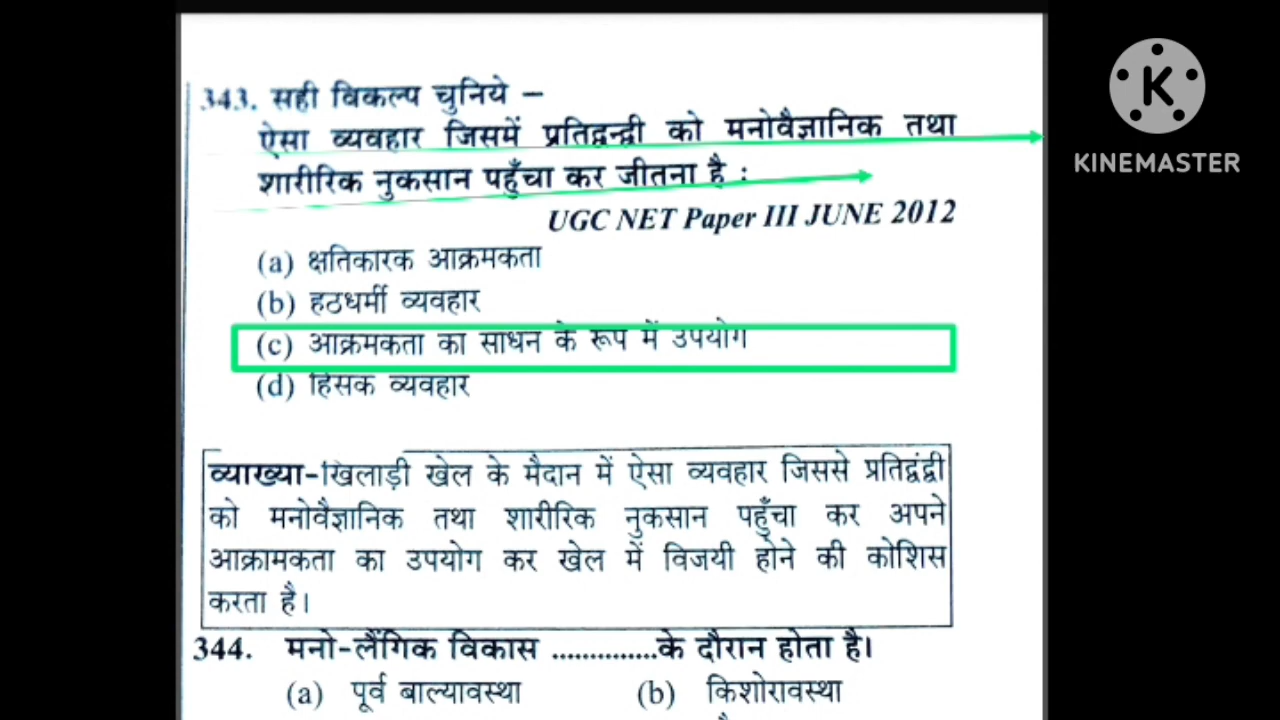 343. सही विकल्प चुनिये –
ऐसा व्यवहार जिसमें प्रतिद्वन्द्वी को मनोवैज्ञानिक तथा
शारीरिक नुकसान पहुँचा कर जीतना है :
UGC NET Paper III JUNE 2012
(a) क्षतिकारक आक्रमकता
(b) हठधर्मी व्यवहार
(c) आक्रमकता का साधन के रूप में उपयोग
(d) हिंसक व्यवहार
व्याख्या–खिलाड़ी खेल के मैदान में ऐसा व्यवहार जिससे प्रतिद्वंद्वी
को मनोवैज्ञानिक तथा शारीरिक नुकसान पहुँचा कर अपने
आक्रामकता का उपयोग कर खेल में विजयी होने की कोशिस
करता है।
344. मनो-लैंगिक विकास ..............के दौरान होता है।
(a) पूर्व बाल्यावस्था (b) किशोरावस्था
K
KINEMASTER